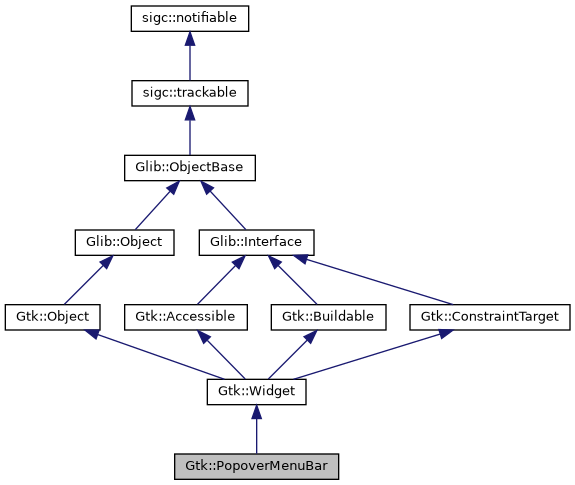 sigc::notifiable
sigc::trackable
Glib::ObjectBase
Glib::Object
Glib::Interface
Gtk::Object
Gtk::Accessible
Gtk::Buildable
Gtk::ConstraintTarget
Gtk::Widget
Gtk::PopoverMenuBar